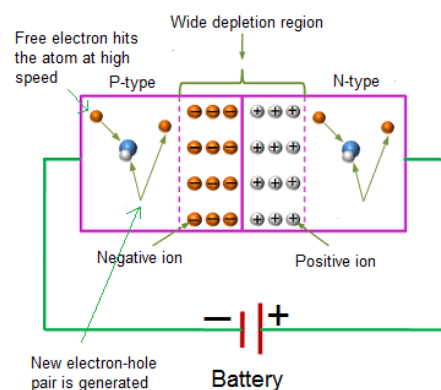 Wide depletion region
Free electron hits
the atom at high
speed
P-type
N-type
Negative ion
Positive ion
− +
New electron-hole
pair is generated
Battery